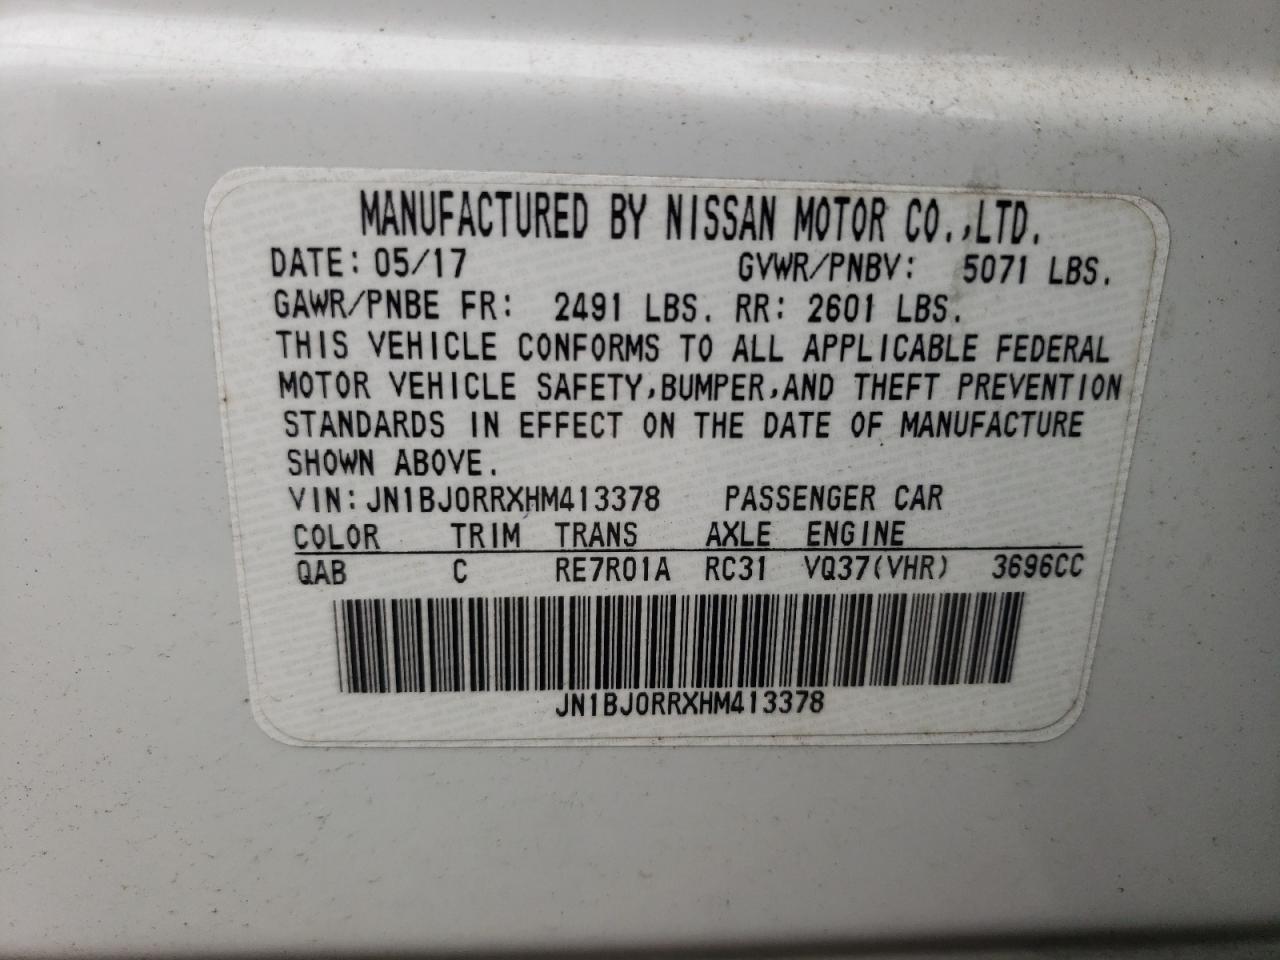 MANUFACTURED BY NISSAN MOTOR CO.,LTD.
DATE: 05/17 GVWR/PNBV: 5071 LBS.
GAWR/PNBE FR: 2491 LBS. RR: 2601 LBS.
THIS VEHICLE CONFORMS TO ALL APPLICABLE FEDERAL
MOTOR VEHICLE SAFETY,BUMPER,AND THEFT PREVENTION
STANDARDS IN EFFECT ON THE DATE OF MANUFACTURE
SHOWN ABOVE.
VIN:JN1BJ0RRXHM413378 PASSENGER CAR
COLOR TRIM TRANS AXLE ENGINE
QAB C RE7R01A RC31 VQ37(VHR) 3696CC
JN1BJ0RRXHM413378